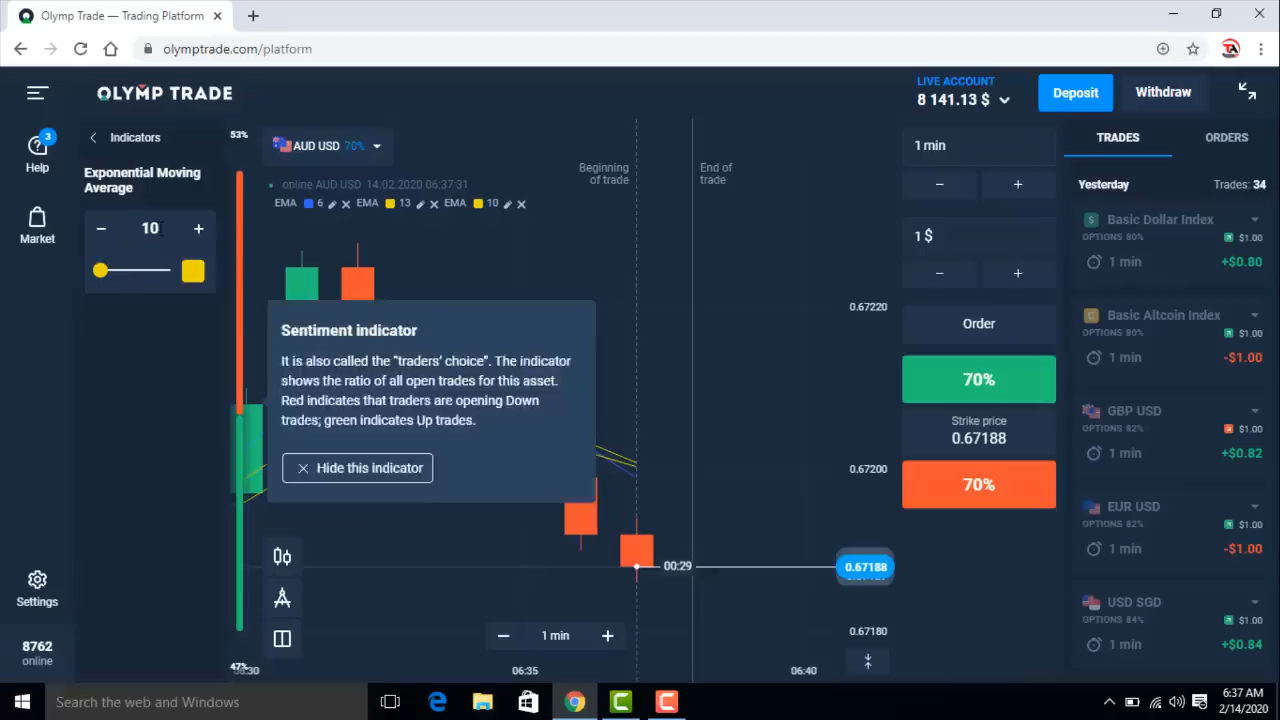 Olymp Trade — Trading Platform
olymptrade.com/platform
OLYMP TRADE
LIVE ACCOUNT
8 141.13 $
Deposit
Withdraw
3
Help
Market
Settings
8762
online
Indicators
Exponential Moving
Average
− 10 +
53%
47%
AUD USD 70%
online AUD USD 14.02.2020 06:37:31
EMA 6 EMA 13 EMA 10
Beginning
of trade
End of
trade
Sentiment indicator
It is also called the "traders' choice". The indicator
shows the ratio of all open trades for this asset.
Red indicates that traders are opening Down
trades; green indicates Up trades.
Hide this indicator
00:29
0.67220
0.67200
0.67188
0.67180
− 1 min +
06:30
06:35
06:40
1 min
− +
1 $
− +
Order
70%
Strike price
0.67188
70%
TRADES
ORDERS
Yesterday
Trades: 34
Basic Dollar Index
OPTIONS 80%
$1.00
1 min
+$0.80
Basic Altcoin Index
OPTIONS 80%
$1.00
1 min
-$1.00
GBP USD
OPTIONS 82%
$1.00
1 min
+$0.82
EUR USD
OPTIONS 82%
$1.00
1 min
-$1.00
USD SGD
OPTIONS 84%
$1.00
1 min
+$0.84
Search the web and Windows
6:37 AM
2/14/2020